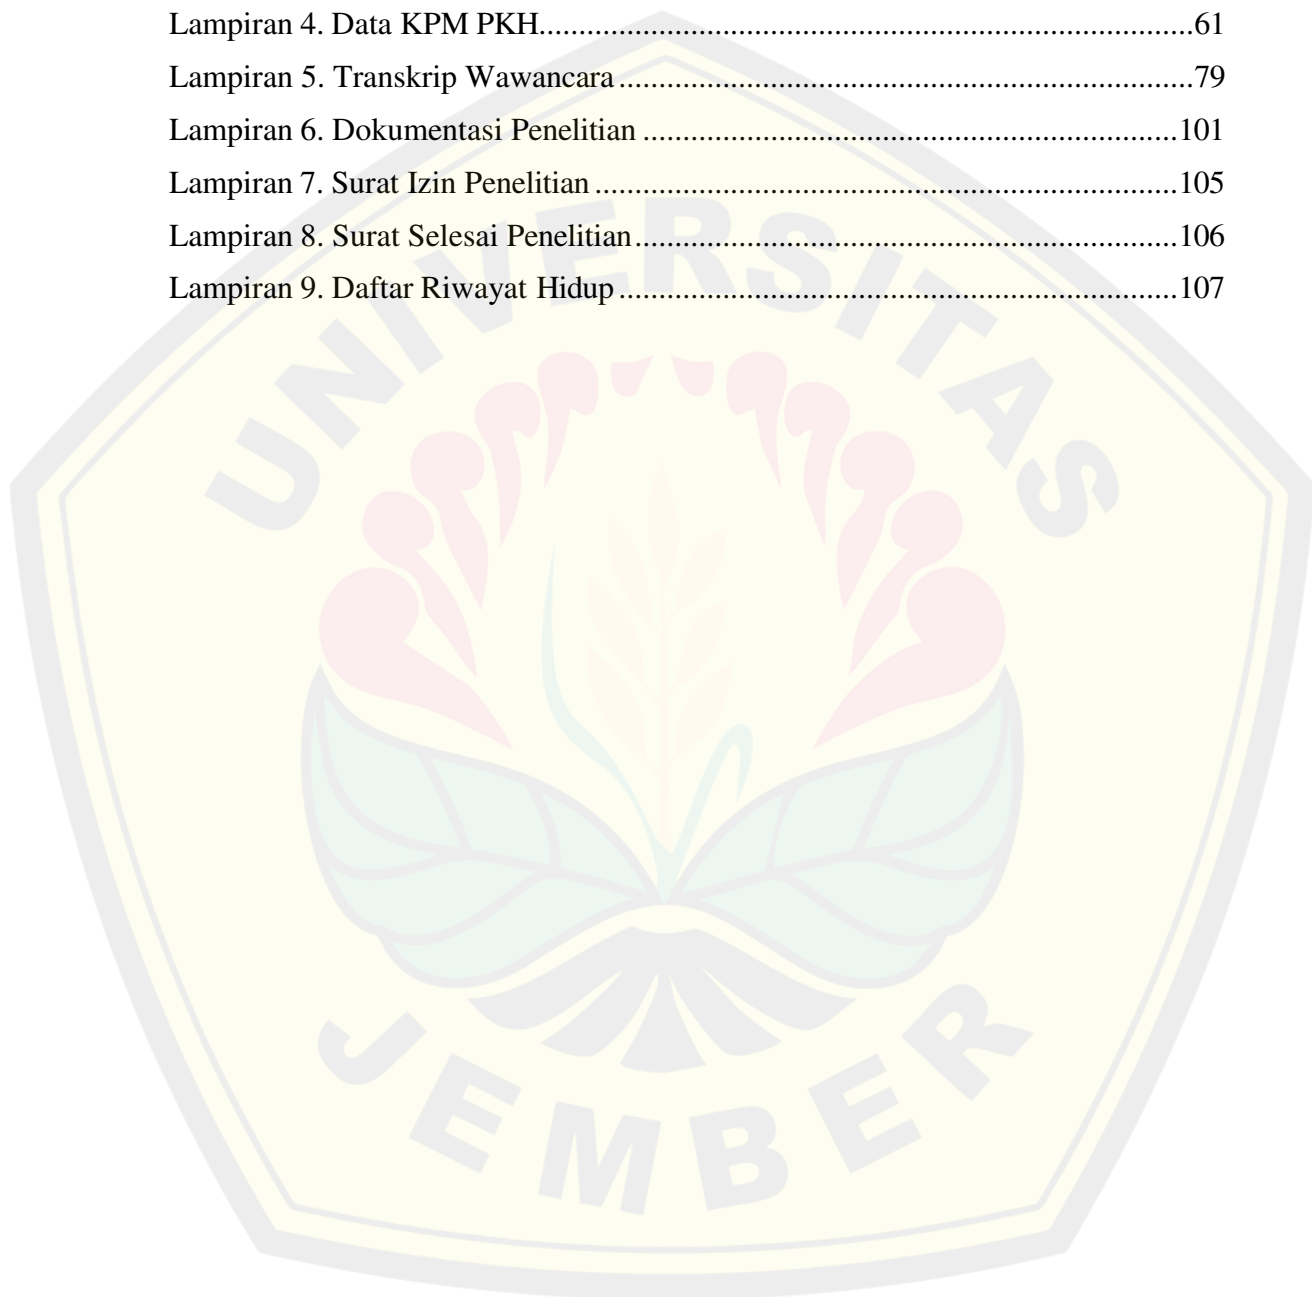 Lampiran 4. Data KPM PKH..................................................................................61
Lampiran 5. Transkrip Wawancara........................................................................79
Lampiran 6. Dokumentasi Penelitian ...................................................................101
Lampiran 7. Surat Izin Penelitian.........................................................................105
Lampiran 8. Surat Selesai Penelitian....................................................................106
Lampiran 9. Daftar Riwayat Hidup......................................................................107
UNIVERSITAS
JEMBER